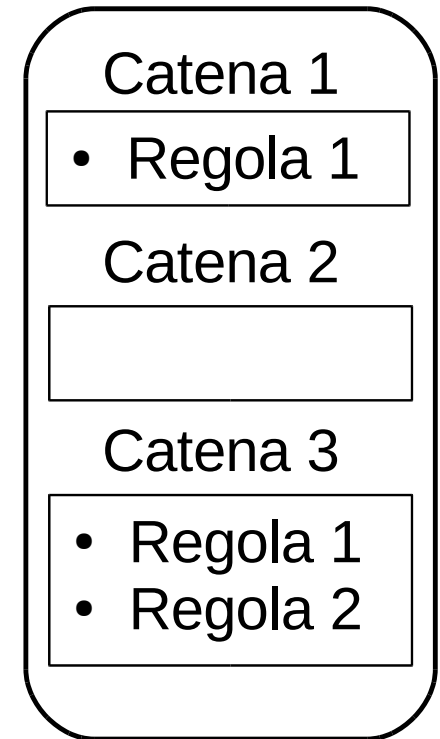 Catena 1
• Regola 1
Catena 2
Catena 3
• Regola 1
• Regola 2